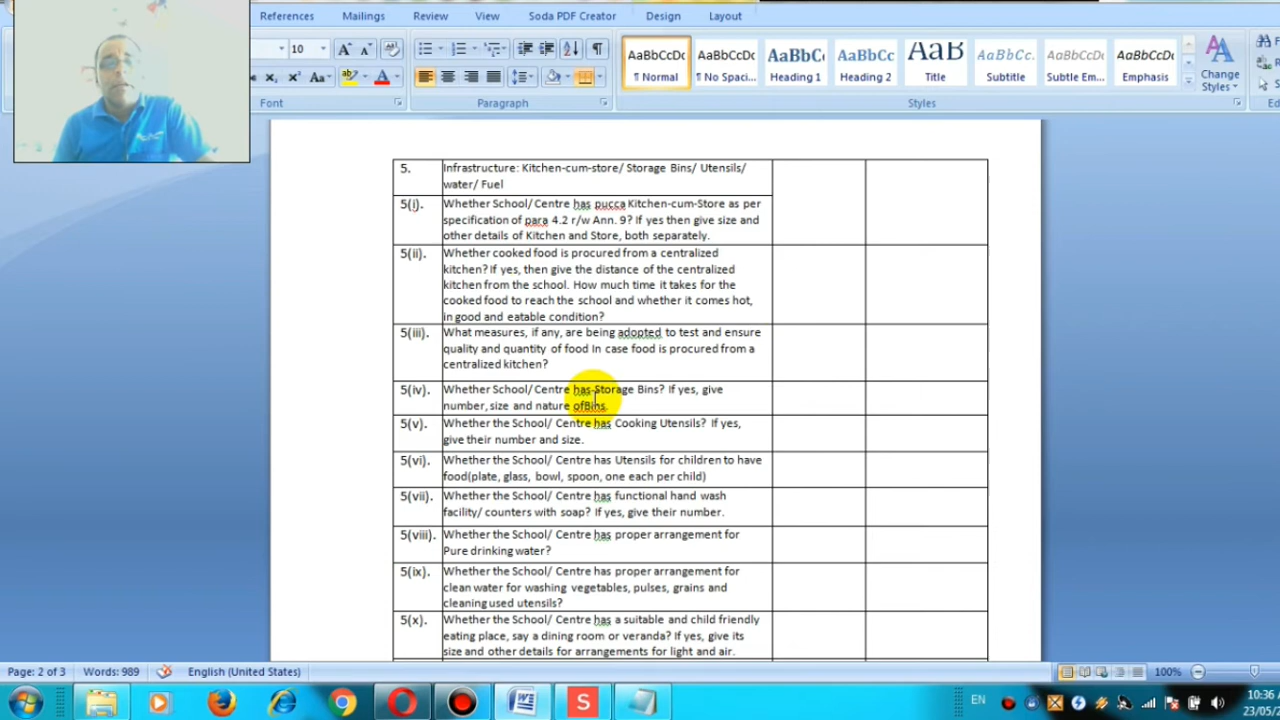 References Mailings Review View Soda PDF Creator Design Layout
10
AaBbCcDc AaBbCcDc AaBbCc AaBbCc AaB AaBbCc. AaBbCcDc AaBbCcDc
¶ Normal ¶ No Spaci... Heading 1 Heading 2 Title Subtitle Subtle Em... Emphasis
Change
Styles
Font Paragraph Styles
5. Infrastructure: Kitchen-cum-store/ Storage Bins/ Utensils/
water/ Fuel
5(i). Whether School/ Centre has pucca Kitchen-cum-Store as per
specification of para 4.2 r/w Ann. 9? If yes then give size and
other details of Kitchen and Store, both separately.
5(ii). Whether cooked food is procured from a centralized
kitchen? If yes, then give the distance of the centralized
kitchen from the school. How much time it takes for the
cooked food to reach the school and whether it comes hot,
in good and eatable condition?
5(iii). What measures, if any, are being adopted to test and ensure
quality and quantity of food In case food is procured from a
centralized kitchen?
5(iv). Whether School/ Centre has Storage Bins? If yes, give
number, size and nature ofBins.
5(v). Whether the School/ Centre has Cooking Utensils? If yes,
give their number and size.
5(vi). Whether the School/ Centre has Utensils for children to have
food(plate, glass, bowl, spoon, one each per child)
5(vii). Whether the School/ Centre has functional hand wash
facility/ counters with soap? If yes, give their number.
5(viii). Whether the School/ Centre has proper arrangement for
Pure drinking water?
5(ix). Whether the School/ Centre has proper arrangement for
clean water for washing vegetables, pulses, grains and
cleaning used utensils?
5(x). Whether the School/ Centre has a suitable and child friendly
eating place, say a dining room or veranda? If yes, give its
size and other details for arrangements for light and air.
Page: 2 of 3 Words: 989 English (United States) 100%
EN 10:36
23/05